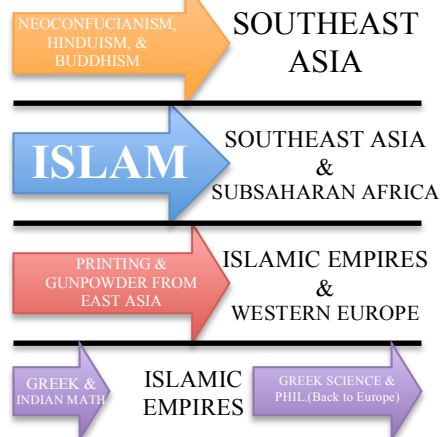 NEOCONFUCIANISM,
HINDUISM, &
BUDDHISM
SOUTHEAST
ASIA
ISLAM
SOUTHEAST ASIA
&
SUBSAHARAN AFRICA
PRINTING &
GUNPOWDER FROM
EAST ASIA
ISLAMIC EMPIRES
&
WESTERN EUROPE
GREEK &
INDIAN MATH
ISLAMIC
EMPIRES
GREEK SCIENCE &
PHIL.(Back to Europe)